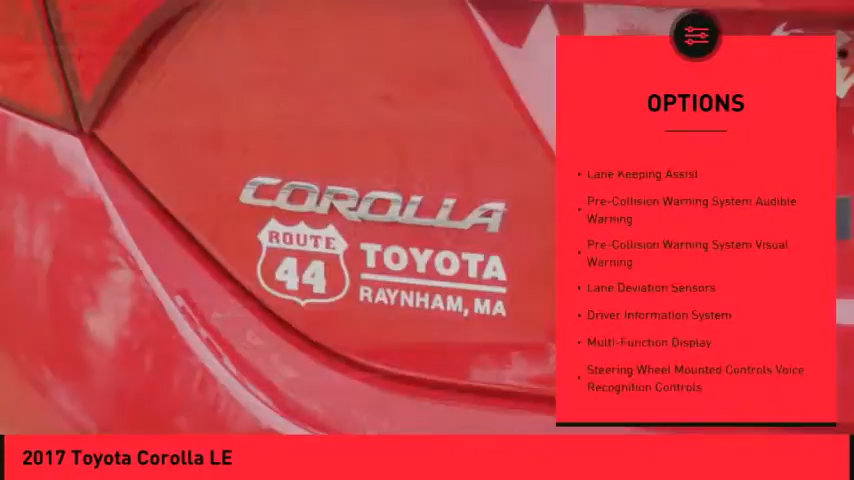 OPTIONS
• Lane Keeping Assist
• Pre-Collision Warning System Audible
Warning
• Pre-Collision Warning System Visual
Warning
• Lane Deviation Sensors
• Driver Information System
• Multi-Function Display
• Steering Wheel Mounted Controls Voice
Recognition Controls
COROLLA
ROUTE
44
TOYOTA
RAYNHAM, MA
2017 Toyota Corolla LE